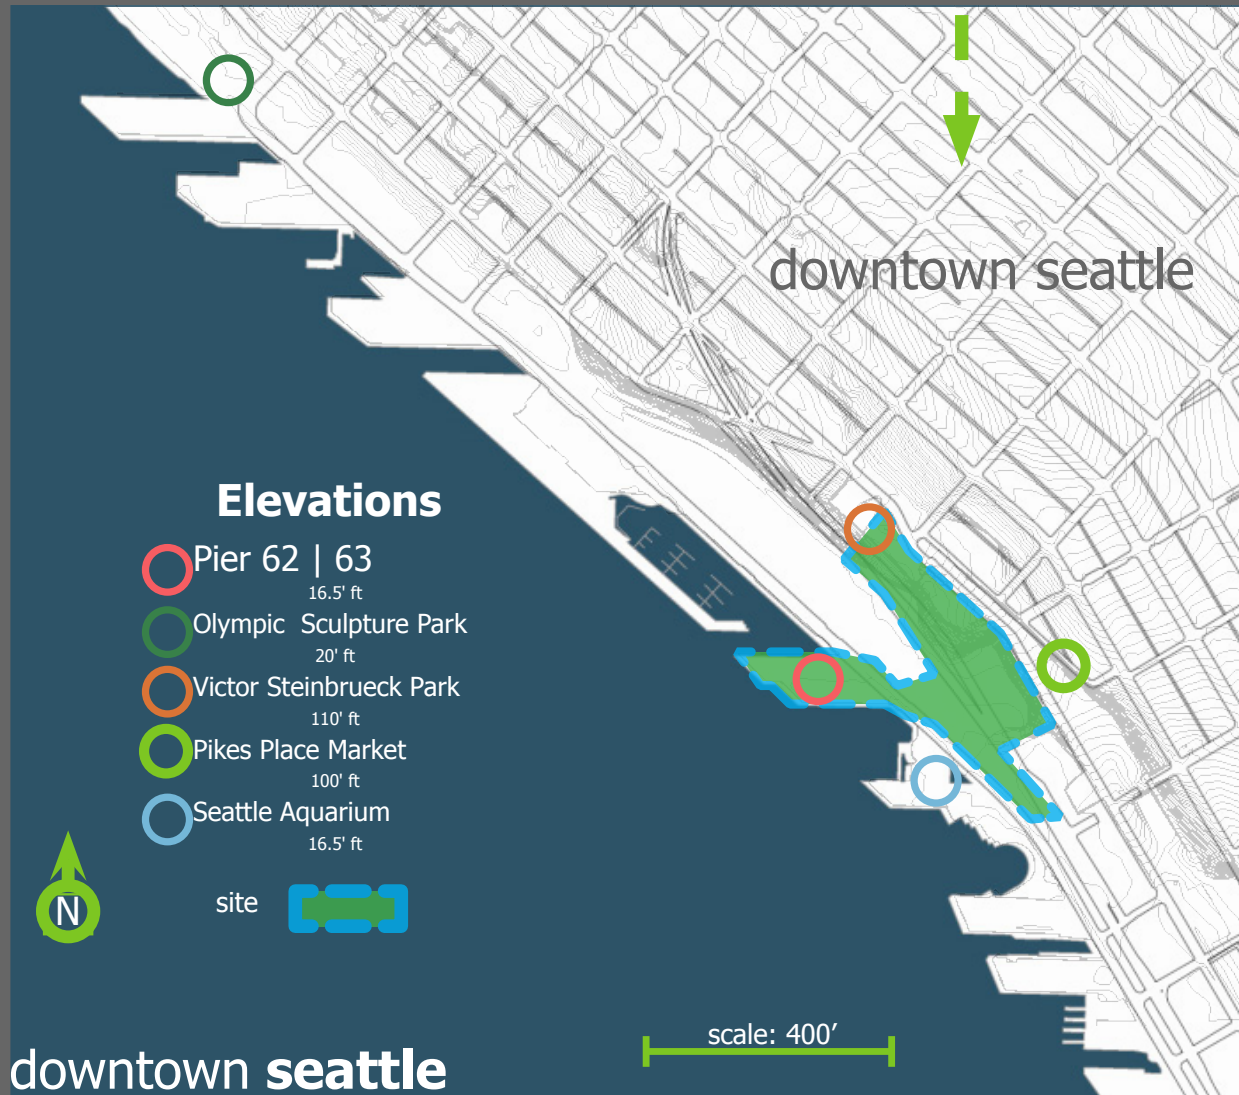 downtown seattle
Elevations
Pier 62 | 63
16.5' ft
Olympic Sculpture Park
20' ft
Victor Steinbrueck Park
110' ft
Pikes Place Market
100' ft
Seattle Aquarium
16.5' ft
N
site
scale: 400’
downtown seattle